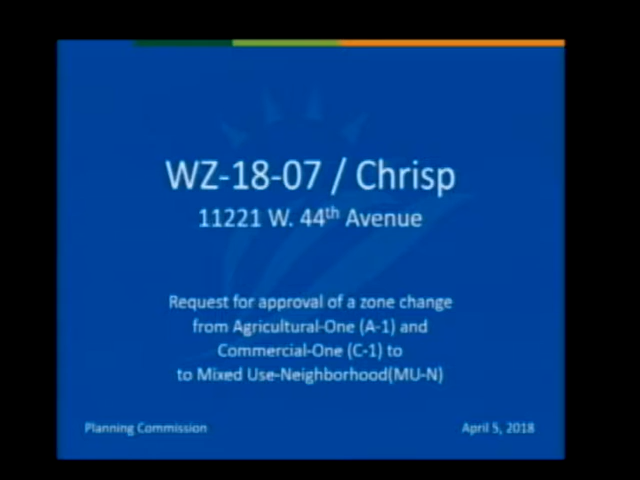 WZ-18-07 / Chrisp
11221 W. 44th Avenue
Request for approval of a zone change
from Agricultural-One (A-1) and
Commercial-One (C-1) to
to Mixed Use-Neighborhood(MU-N)
Planning Commission
April 5, 2018